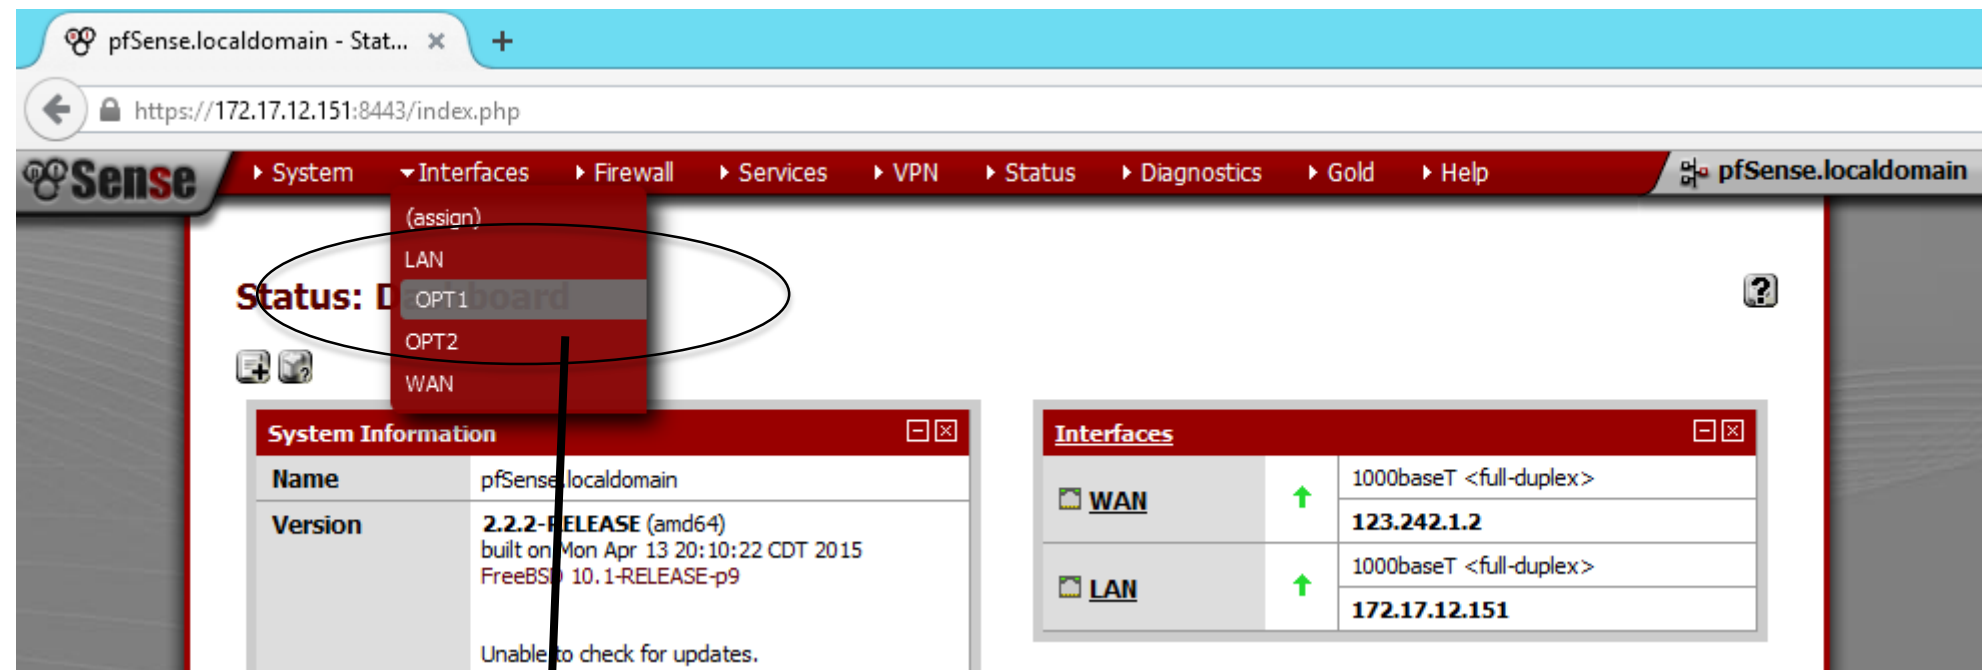 pfSense.localdomain - Stat...
https://172.17.12.151:8443/index.php
Sense System Interfaces Firewall Services VPN Status Diagnostics Gold Help pfSense.localdomain
(assign)
LAN
Status: Dashboard
OPT1
OPT2
WAN
System Information
Name pfSense.localdomain
Version 2.2.2-RELEASE (amd64)
built on Mon Apr 13 20:10:22 CDT 2015
FreeBSD 10.1-RELEASE-p9
Unable to check for updates.
Interfaces
WAN 1000baseT <full-duplex>
123.242.1.2
LAN 1000baseT <full-duplex>
172.17.12.151